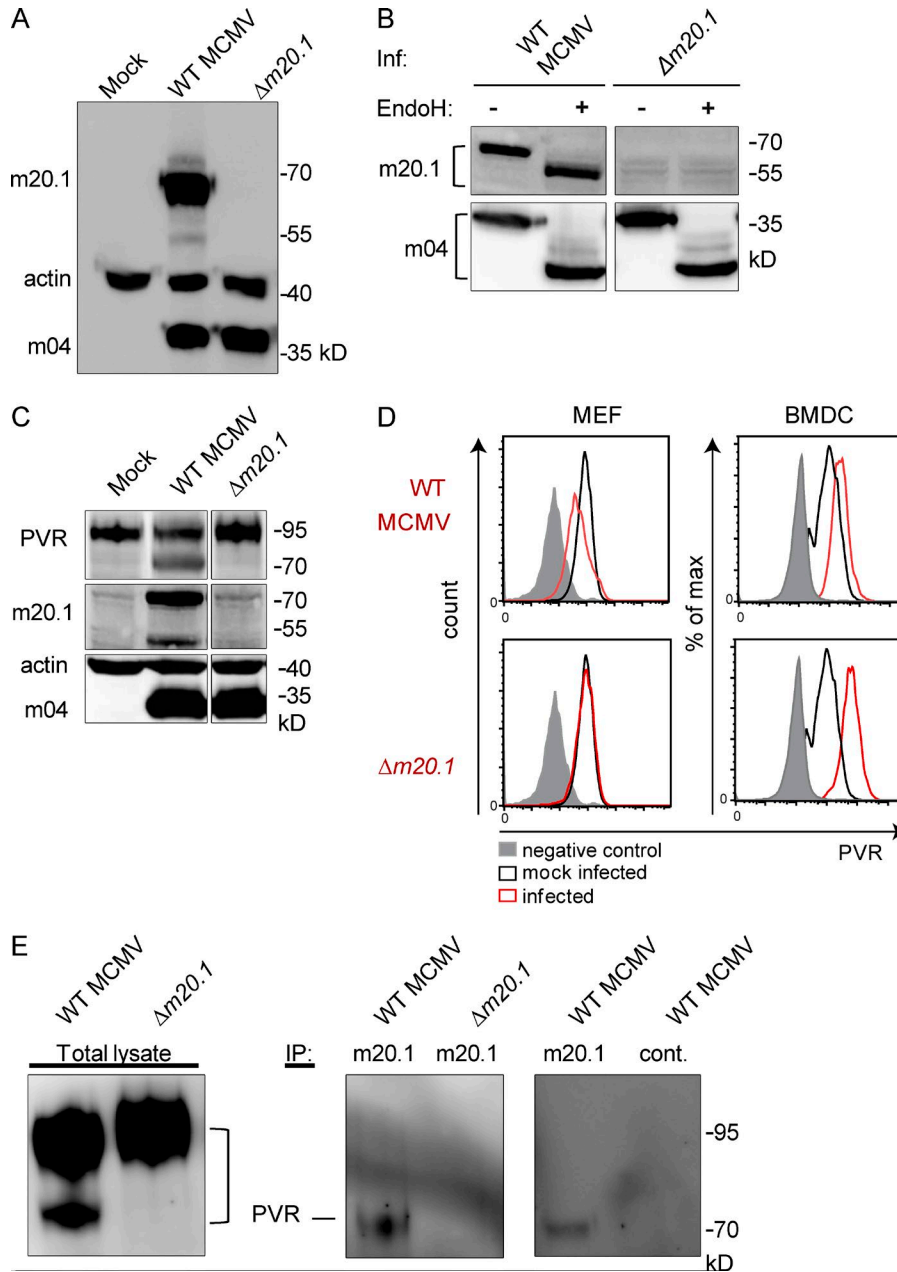 A
Mock
WT MCMV
Δm20.1
m20.1
actin
m04
-70
-55
-40
-35 kD
B
Inf:
WT
MCMV
Δm20.1
EndoH:
- + - +
m20.1
m04
-70
-55
-35
kD
C
Mock
WT MCMV
Δm20.1
PVR
m20.1
actin
m04
-95
-70
-70
-55
-40
-35
kD
D
MEF
BMDC
WT
MCMV
Δm20.1
count
% of max
0
0
0
0
0
0
0
0
PVR
negative control
mock infected
infected
E
WT MCMV
Δm20.1
Total lysate
WT MCMV
Δm20.1
IP: m20.1 m20.1
WT MCMV
WT MCMV
m20.1 cont.
PVR
-95
-70
kD